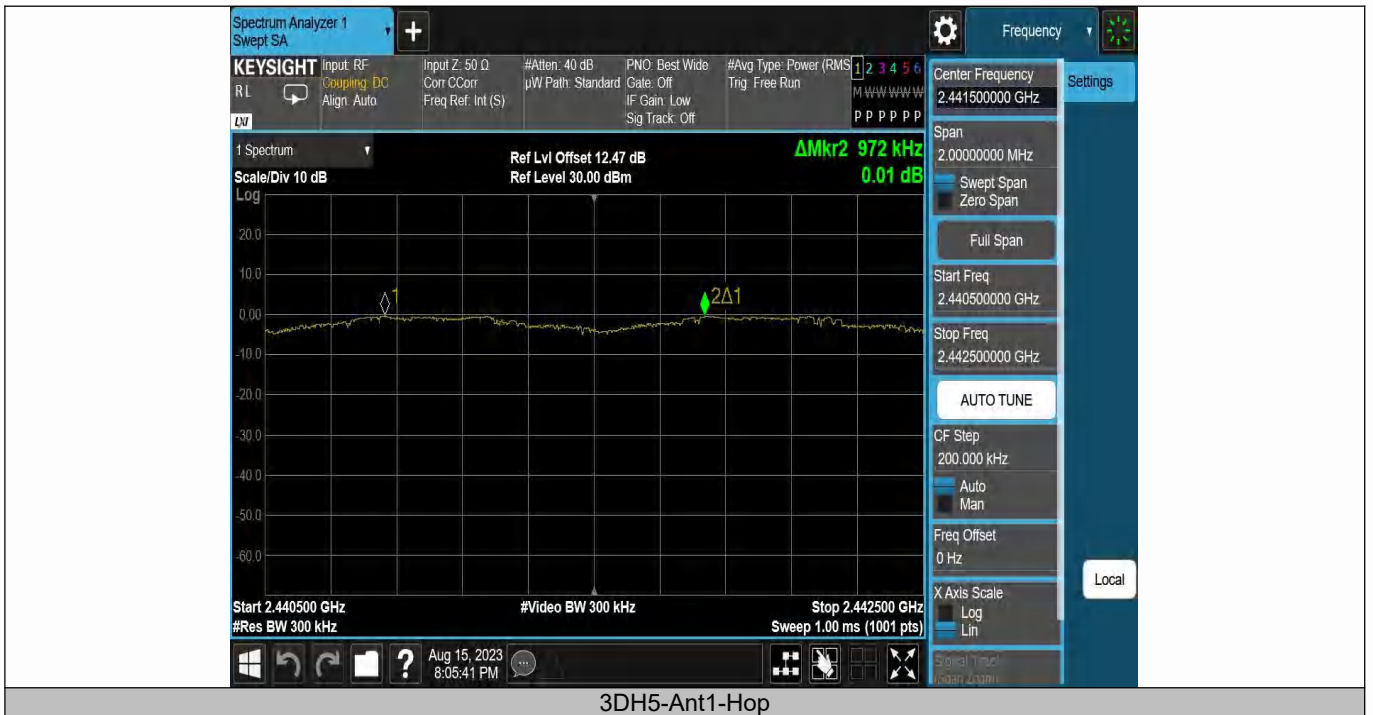 Spectrum Analyzer 1
Swept SA
+
Frequency
KEYSIGHT
RL
LXI
Input: RF
Coupling: DC
Align: Auto
Input Z: 50 Ω
Corr CCorr
Freq Ref: Int (S)
#Atten: 40 dB
µW Path: Standard
PNO: Best Wide
Gate: Off
IF Gain: Low
Sig Track: Off
#Avg Type: Power (RMS
Trig: Free Run
1 2 3 4 5 6
M W W W W W
P P P P P P
1 Spectrum
Scale/Div 10 dB
Log
Ref Lvl Offset 12.47 dB
Ref Level 30.00 dBm
ΔMkr2 972 kHz
0.01 dB
20.0
10.0
0.00
-10.0
-20.0
-30.0
-40.0
-50.0
-60.0
1
2Δ1
Start 2.440500 GHz
#Res BW 300 kHz
#Video BW 300 kHz
Stop 2.442500 GHz
Sweep 1.00 ms (1001 pts)
Aug 15, 2023
8:05:41 PM
?
Center Frequency
2.441500000 GHz
Settings
Span
2.00000000 MHz
Swept Span
Zero Span
Full Span
Start Freq
2.440500000 GHz
Stop Freq
2.442500000 GHz
AUTO TUNE
CF Step
200.000 kHz
Auto
Man
Freq Offset
0 Hz
X Axis Scale
Log
Lin
Signal Track
(Span Zoom)
Local
3DH5-Ant1-Hop